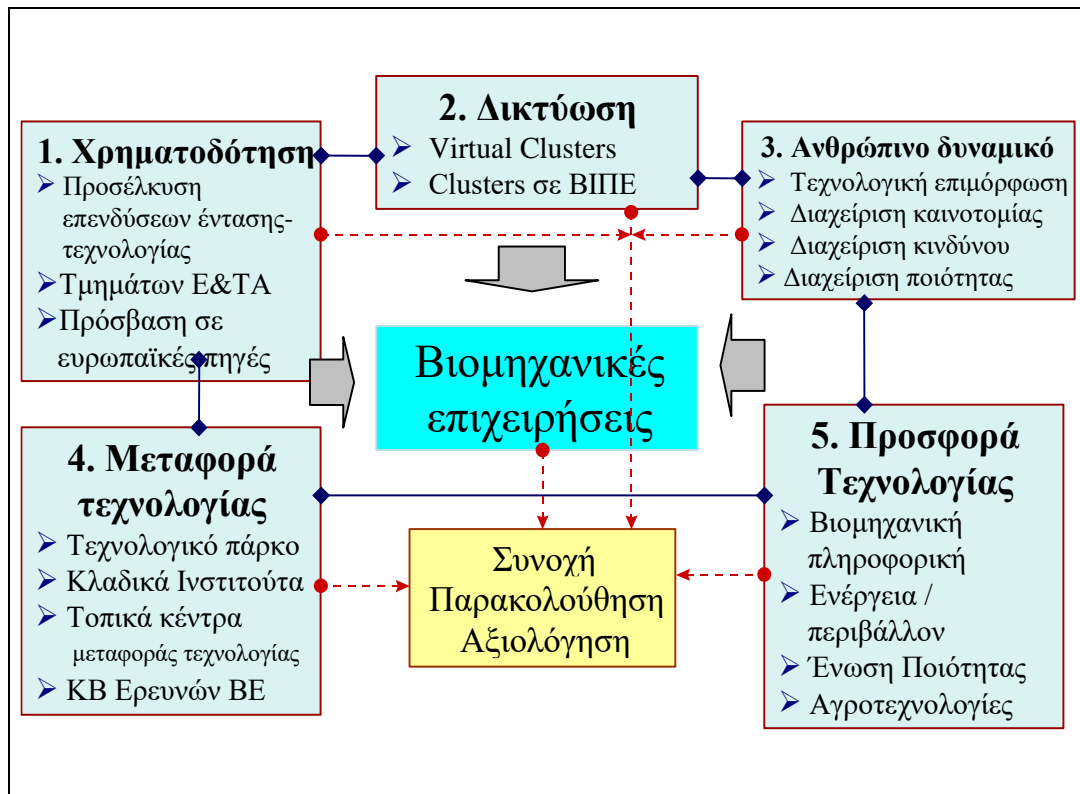 1. Χρηματοδότηση
Προσέλκυση
επενδύσεων έντασης-
τεχνολογίας
Τμημάτων Ε&ΤΑ
Πρόσβαση σε
ευρωπαϊκές πηγές
2. Δικτύωση
Virtual Clusters
Clusters σε ΒΙΠΕ
3. Ανθρώπινο δυναμικό
Τεχνολογική επιμόρφωση
Διαχείριση καινοτομίας
Διαχείριση κινδύνου
Διαχείριση ποιότητας
Βιομηχανικές
επιχειρήσεις
4. Μεταφορά
τεχνολογίας
Τεχνολογικό πάρκο
Κλαδικά Ινστιτούτα
Τοπικά κέντρα
μεταφοράς τεχνολογίας
ΚΒ Ερευνών ΒΕ
Συνοχή
Παρακολούθηση
Αξιολόγηση
5. Προσφορά
Τεχνολογίας
Βιομηχανική
πληροφορική
Ενέργεια /
περιβάλλον
Ένωση Ποιότητας
Αγροτεχνολογίες